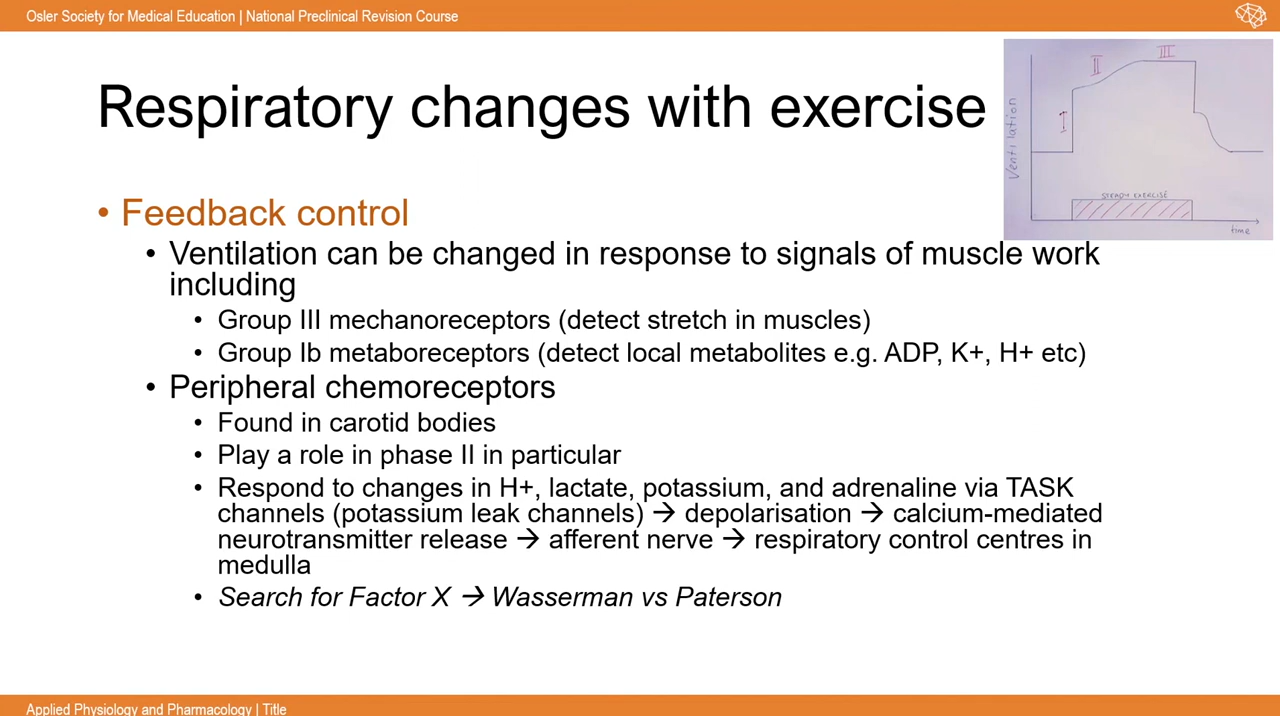 Osler Society for Medical Education | National Preclinical Revision Course
Respiratory changes with exercise
I
II
III
Ventilation
STEADY EXERCISE
time
• Feedback control
• Ventilation can be changed in response to signals of muscle work
including
• Group III mechanoreceptors (detect stretch in muscles)
• Group Ib metaboreceptors (detect local metabolites e.g. ADP, K+, H+ etc)
• Peripheral chemoreceptors
• Found in carotid bodies
• Play a role in phase II in particular
• Respond to changes in H+, lactate, potassium, and adrenaline via TASK
channels (potassium leak channels) → depolarisation → calcium-mediated
neurotransmitter release → afferent nerve → respiratory control centres in
medulla
• Search for Factor X → Wasserman vs Paterson
Applied Physiology and Pharmacology | Title